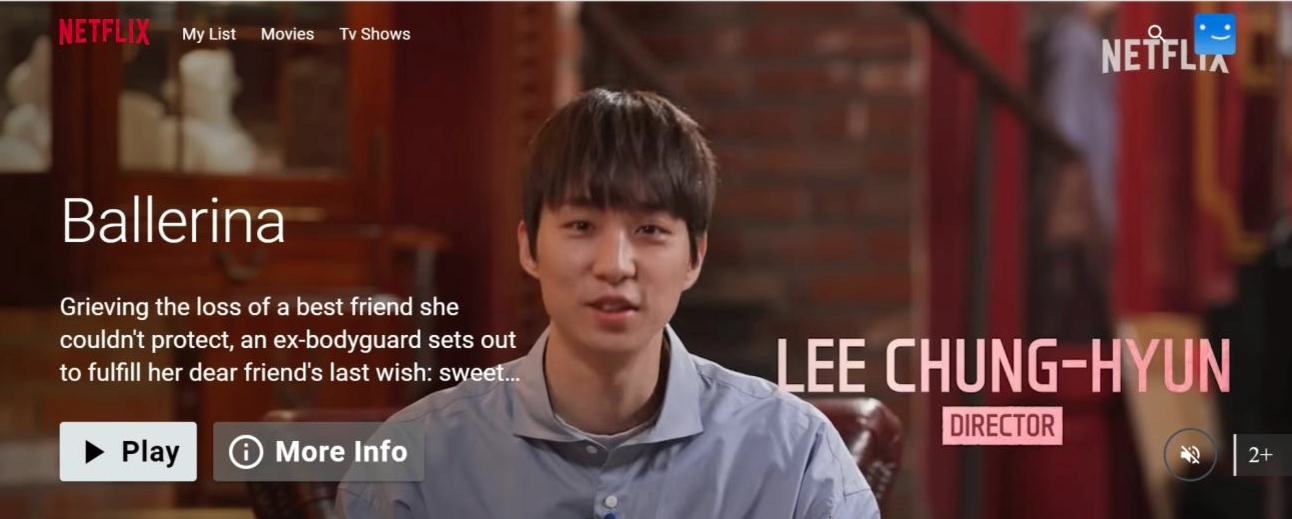 NETFLIX
My List Movies Tv Shows
NETFLIX
Ballerina
Grieving the loss of a best friend she
couldn't protect, an ex-bodyguard sets out
to fulfill her dear friend's last wish: sweet...
LEE CHUNG-HYUN
DIRECTOR
Play
More Info
2+